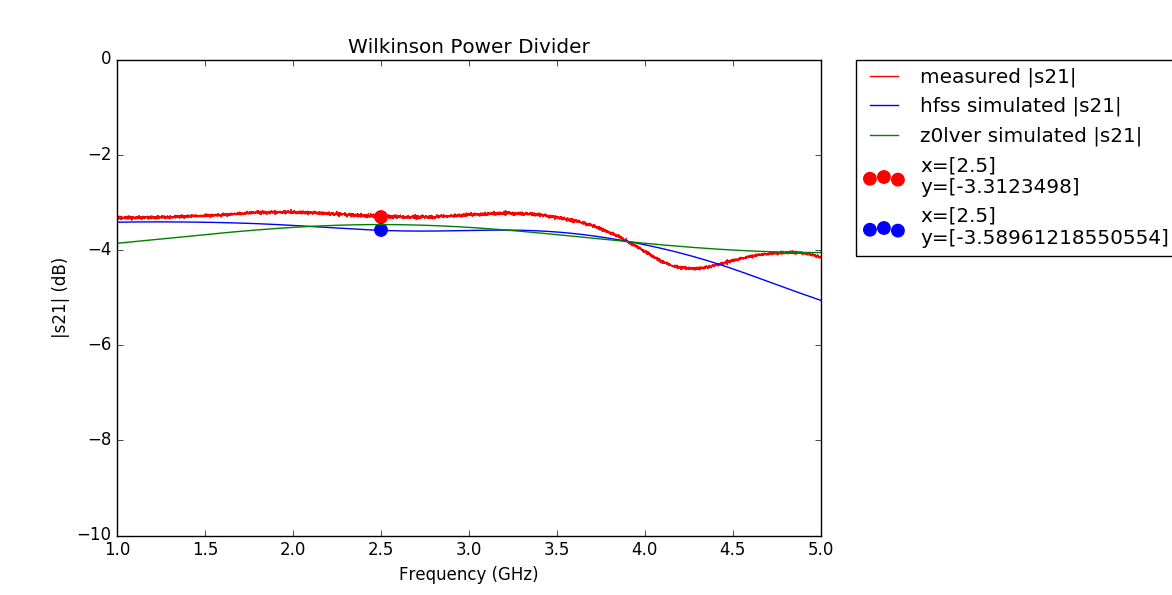 Wilkinson Power Divider
0
−2
−4
−6
−8
−10
|s21| (dB)
1.0 1.5 2.0 2.5 3.0 3.5 4.0 4.5 5.0
Frequency (GHz)
measured |s21|
hfss simulated |s21|
z0lver simulated |s21|
x=[2.5]
y=[-3.3123498]
x=[2.5]
y=[-3.58961218550554]